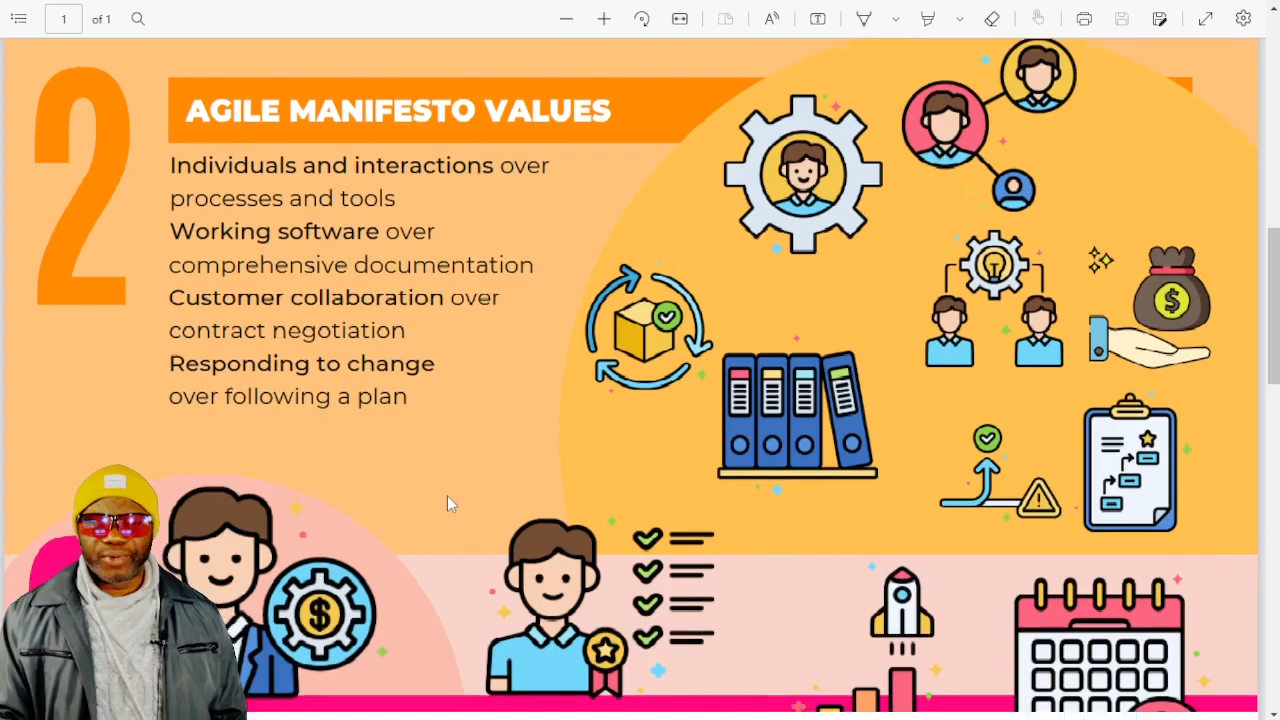 1 of 1
2
AGILE MANIFESTO VALUES
Individuals and interactions over
processes and tools
Working software over
comprehensive documentation
Customer collaboration over
contract negotiation
Responding to change
over following a plan